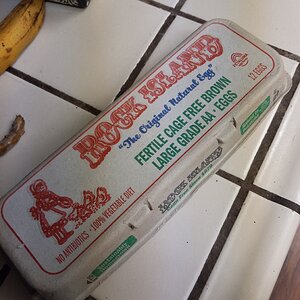 ROCK ISLAND
"The Original Natural Egg"
FERTILE CAGE FREE BROWN
LARGE GRADE AA EGGS
12 EGGS
NO ANTIBIOTICS • 100% VEGETABLE DIET
ROCK ISLAND